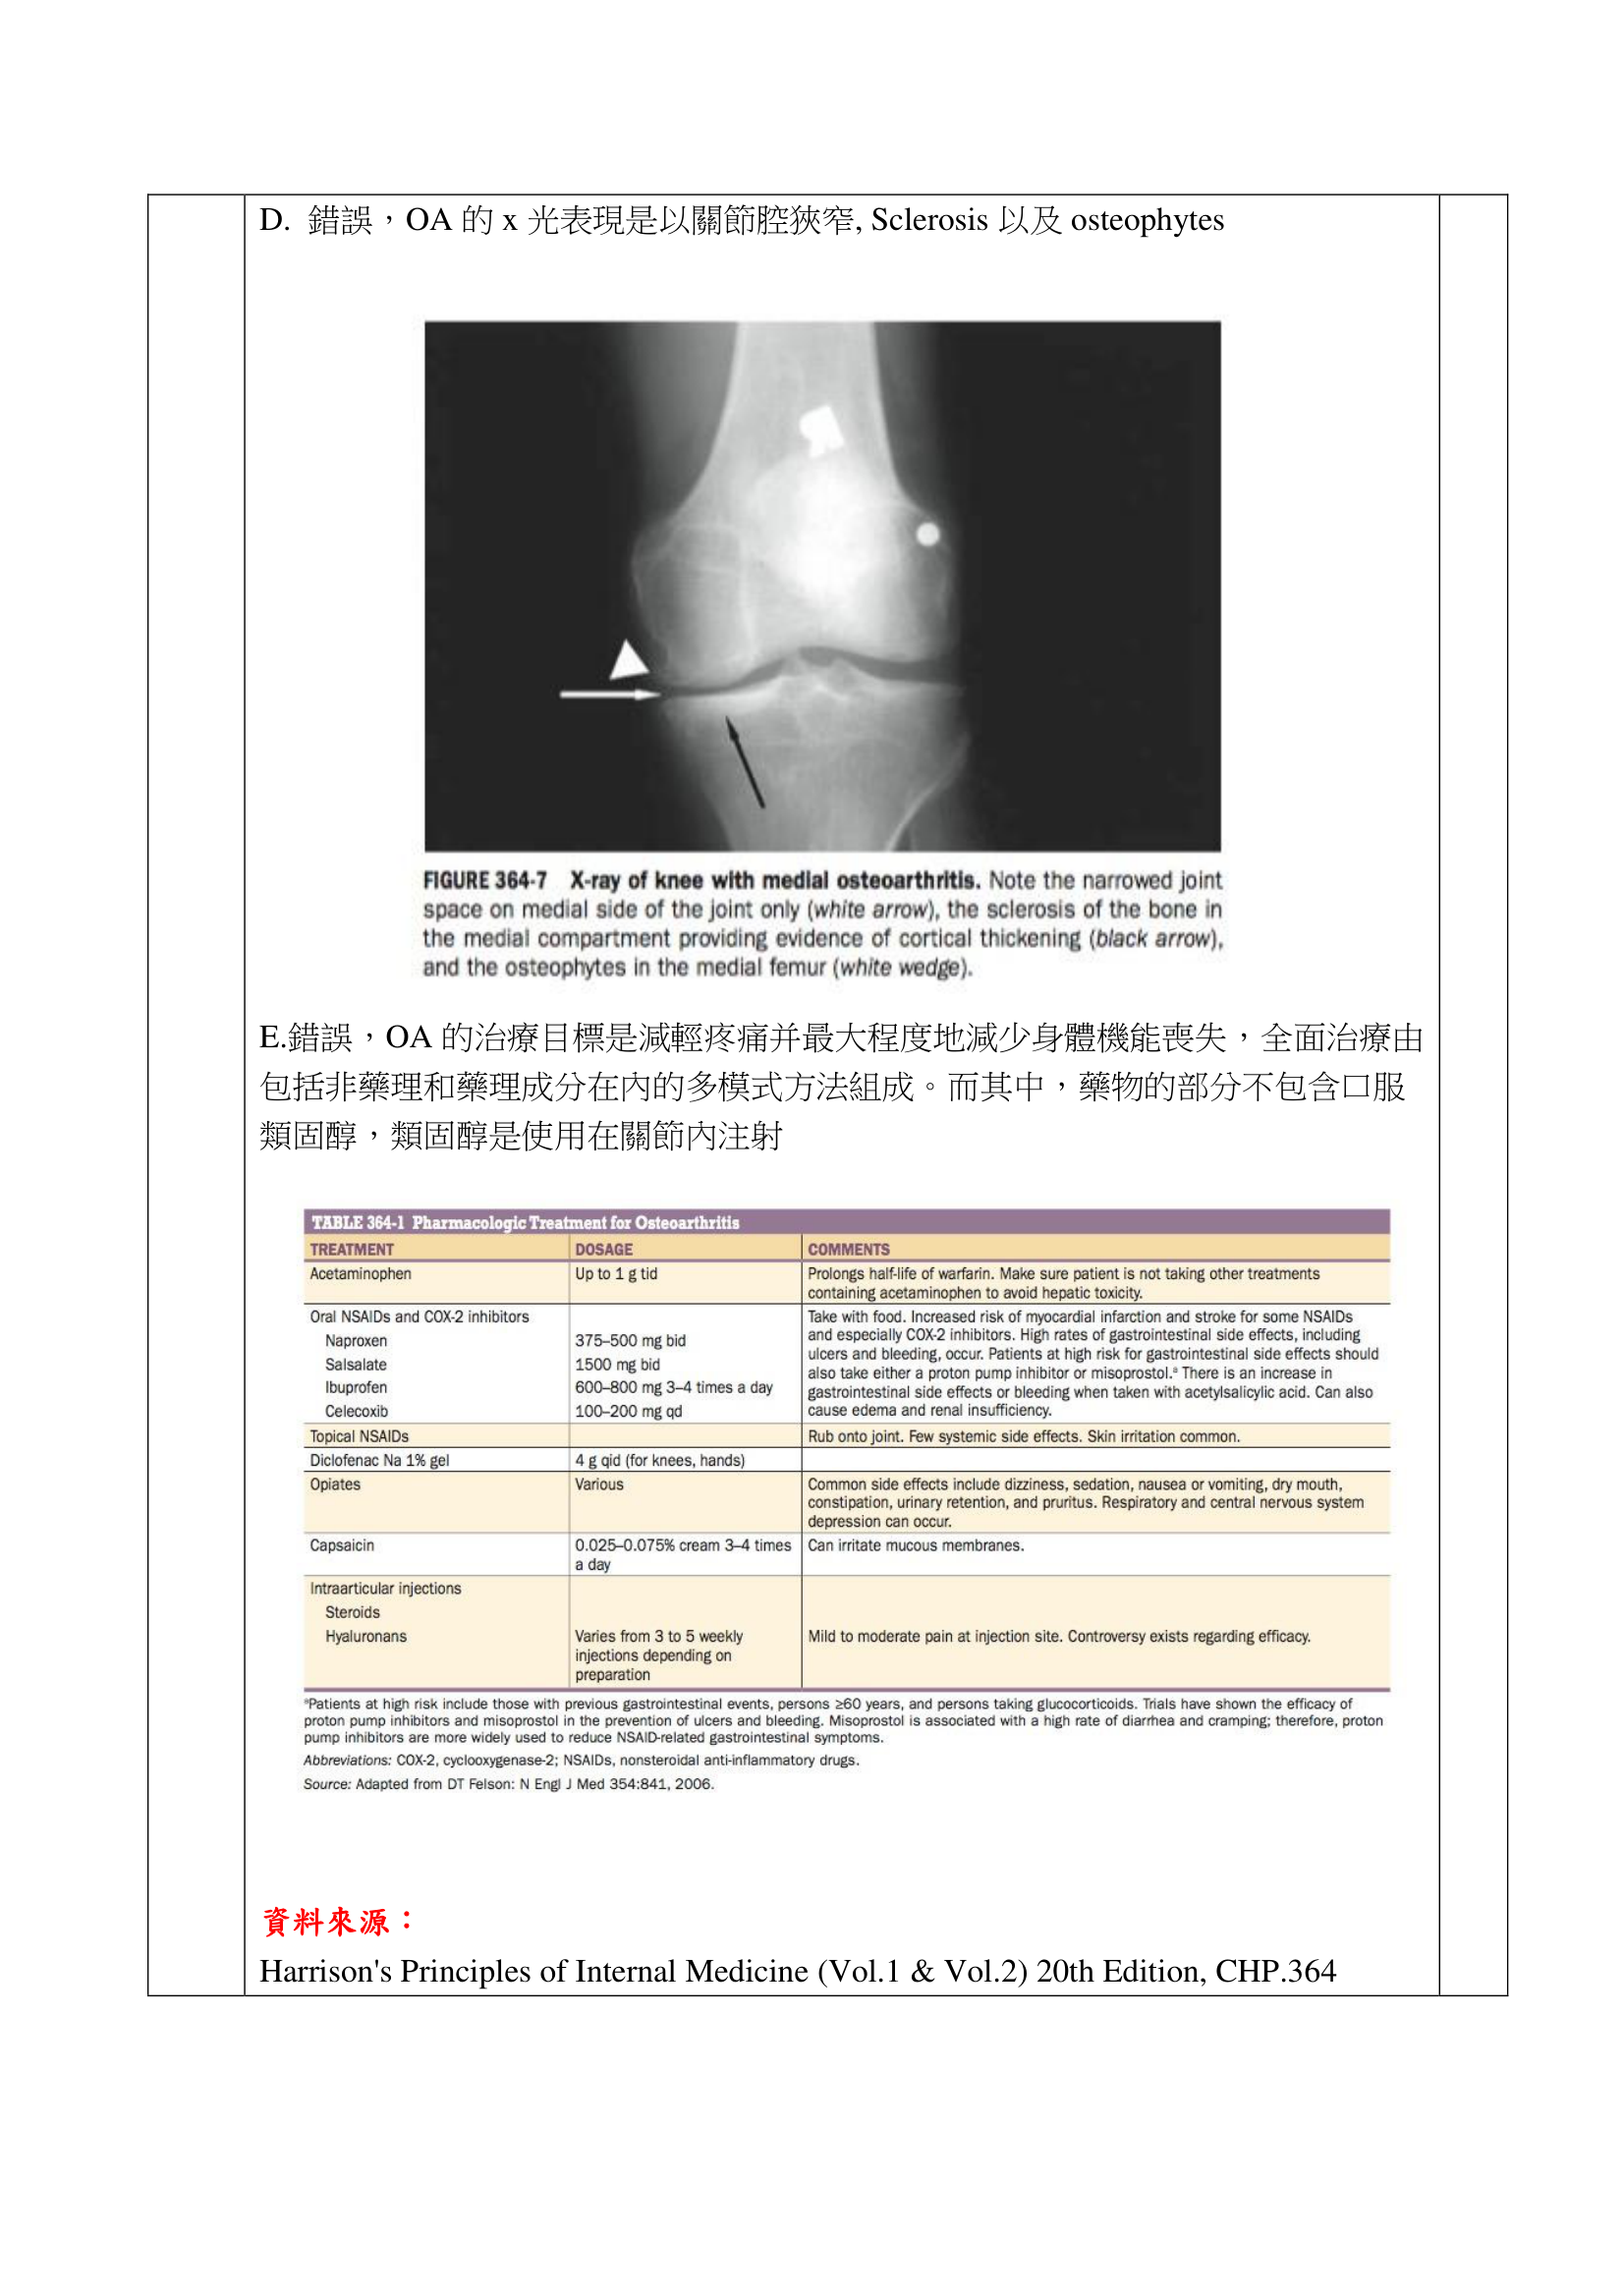 D. 錯誤，OA 的 x 光表現是以關節腔狹窄, Sclerosis 以及 osteophytes
FIGURE 364-7 X-ray of knee with medial osteoarthritis. Note the narrowed joint
space on medial side of the joint only (white arrow), the sclerosis of the bone in
the medial compartment providing evidence of cortical thickening (black arrow),
and the osteophytes in the medial femur (white wedge).
E.錯誤，OA 的治療目標是減輕疼痛并最大程度地減少身體機能喪失，全面治療由
包括非藥理和藥理成分在內的多模式方法組成。而其中，藥物的部分不包含口服
類固醇，類固醇是使用在關節內注射
TABLE 364-1 Pharmacologic Treatment for Osteoarthritis
TREATMENT DOSAGE COMMENTS
Acetaminophen Up to 1 g tid Prolongs half-life of warfarin. Make sure patient is not taking other treatments
containing acetaminophen to avoid hepatic toxicity.
Oral NSAIDs and COX-2 inhibitors Take with food. Increased risk of myocardial infarction and stroke for some NSAIDs
and especially COX-2 inhibitors. High rates of gastrointestinal side effects, including
Naproxen 375–500 mg bid
ulcers and bleeding, occur. Patients at high risk for gastrointestinal side effects should
Salsalate 1500 mg bid
also take either a proton pump inhibitor or misoprostol.ᵃ There is an increase in
Ibuprofen 600–800 mg 3–4 times a day
gastrointestinal side effects or bleeding when taken with acetylsalicylic acid. Can also
Celecoxib 100–200 mg qd cause edema and renal insufficiency.
Topical NSAIDs Rub onto joint. Few systemic side effects. Skin irritation common.
Diclofenac Na 1% gel 4 g qid (for knees, hands)
Opiates Various Common side effects include dizziness, sedation, nausea or vomiting, dry mouth,
constipation, urinary retention, and pruritus. Respiratory and central nervous system
depression can occur.
Capsaicin 0.025–0.075% cream 3–4 times Can irritate mucous membranes.
a day
Intraarticular injections
Steroids
Hyaluronans Varies from 3 to 5 weekly Mild to moderate pain at injection site. Controversy exists regarding efficacy.
injections depending on
preparation
ᵃPatients at high risk include those with previous gastrointestinal events, persons ≥60 years, and persons taking glucocorticoids. Trials have shown the efficacy of
proton pump inhibitors and misoprostol in the prevention of ulcers and bleeding. Misoprostol is associated with a high rate of diarrhea and cramping; therefore, proton
pump inhibitors are more widely used to reduce NSAID-related gastrointestinal symptoms.
Abbreviations: COX-2, cyclooxygenase-2; NSAIDs, nonsteroidal anti-inflammatory drugs.
Source: Adapted from DT Felson: N Engl J Med 354:841, 2006.
資料來源：
Harrison's Principles of Internal Medicine (Vol.1 & Vol.2) 20th Edition, CHP.364